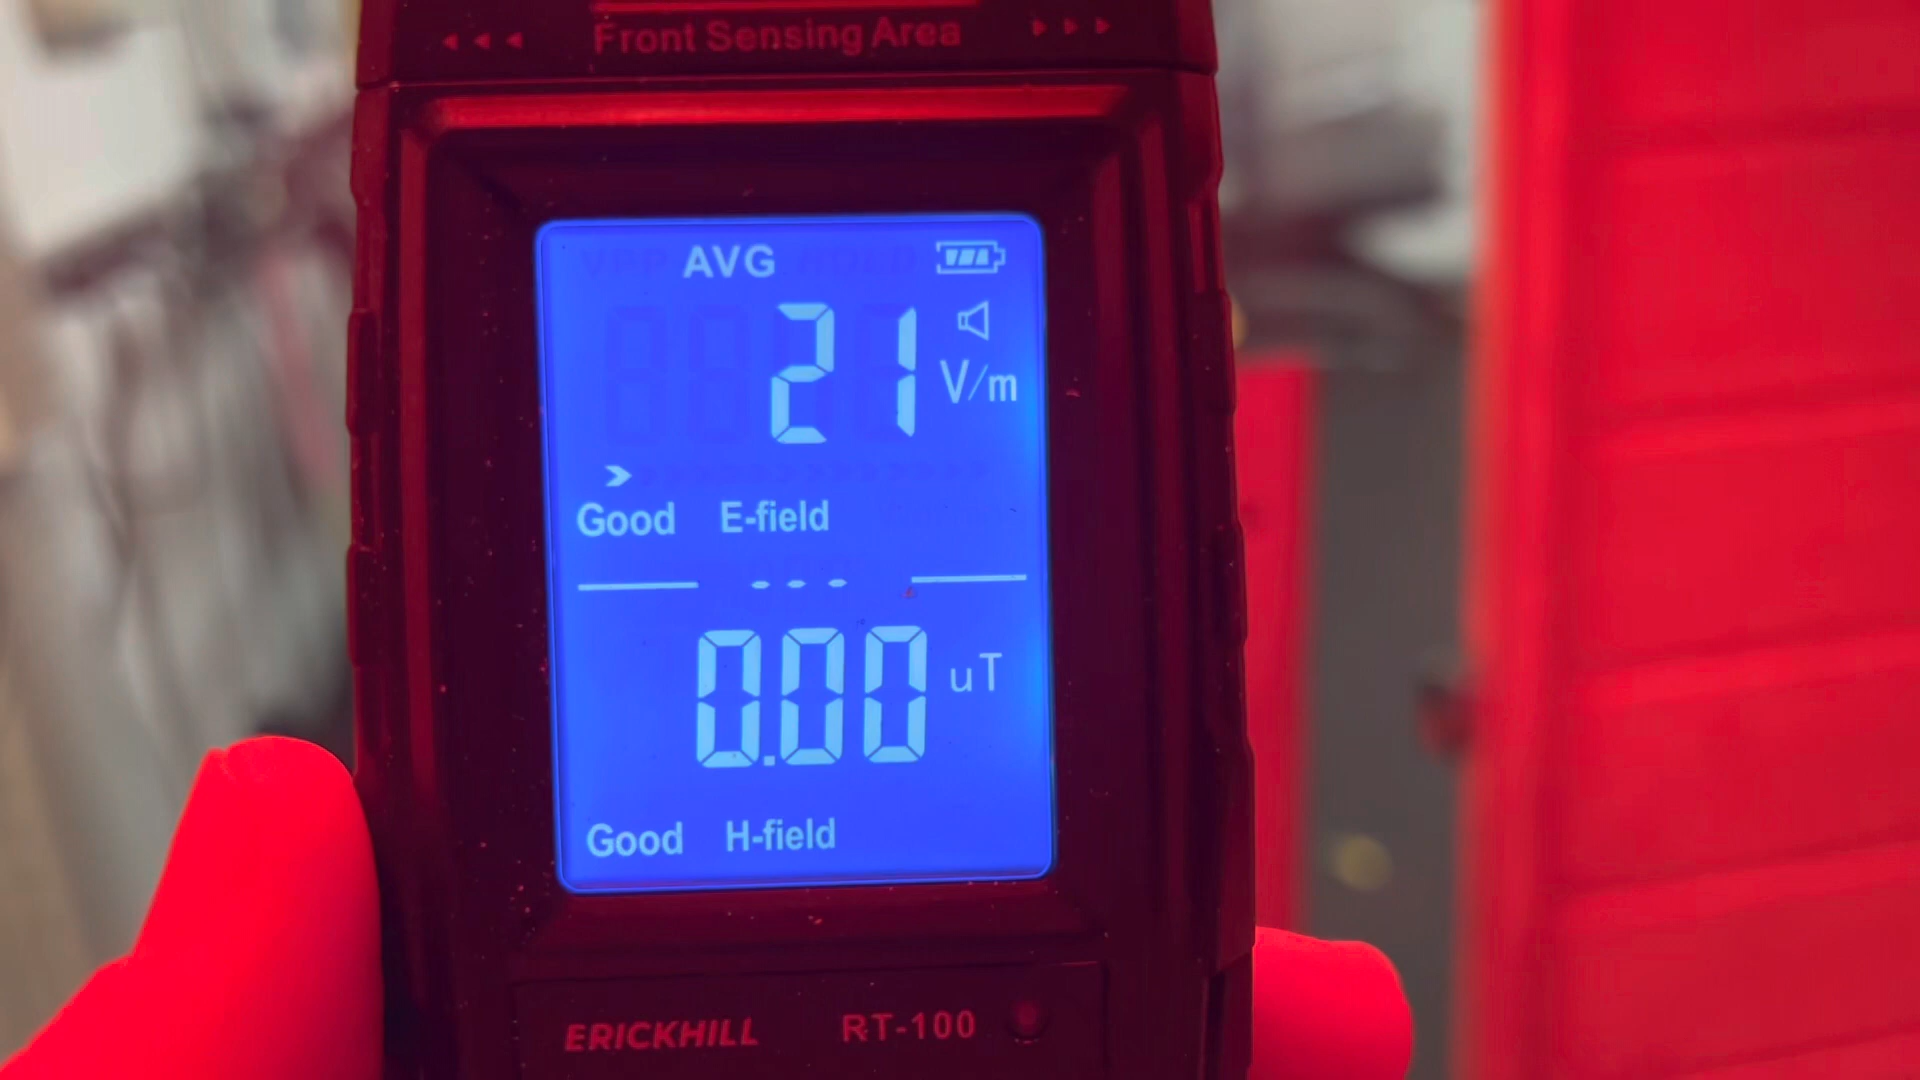 Front Sensing Area
AVG
21 V/m
Good E-field
---
0.00 uT
Good H-field
ERICKHILL RT-100